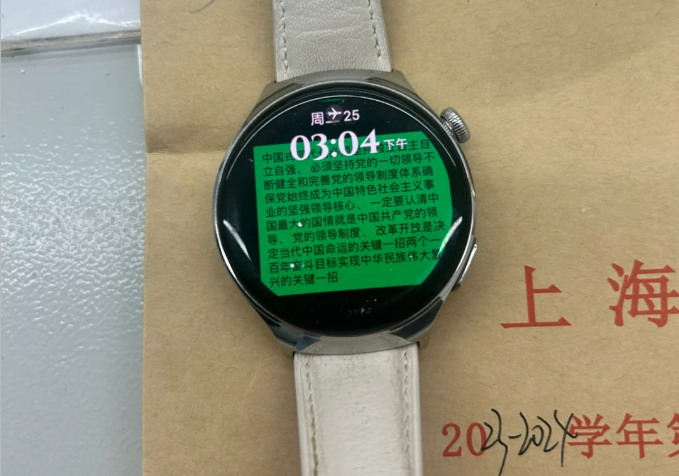 周 25
03:04 下午
中国式 主自
立自强、必须坚持党的一切领导不
断健全和完善党的领导制度体系确
保党始终成为中国特色社会主义事
业的坚强领导核心、一定要认清中
国最大的国情就是中国共产党的领
导、党的领导制度、改革开放是决
定当代中国命运的关键一招两个一
百年奋斗目标实现中华民族伟大复
兴的关键一招
上海
2023-2024学年第